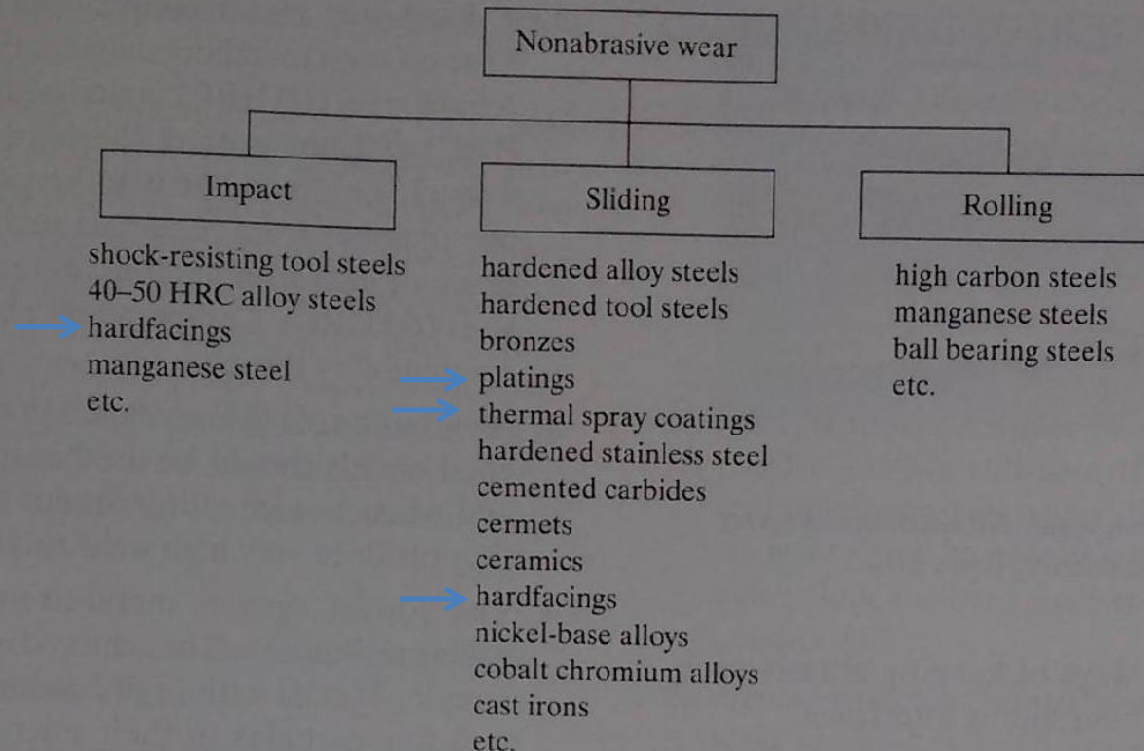 Nonabrasive wear
Impact
shock-resisting tool steels
40–50 HRC alloy steels
hardfacings
manganese steel
etc.
Sliding
hardened alloy steels
hardened tool steels
bronzes
platings
thermal spray coatings
hardened stainless steel
cemented carbides
cermets
ceramics
hardfacings
nickel-base alloys
cobalt chromium alloys
cast irons
etc.
Rolling
high carbon steels
manganese steels
ball bearing steels
etc.